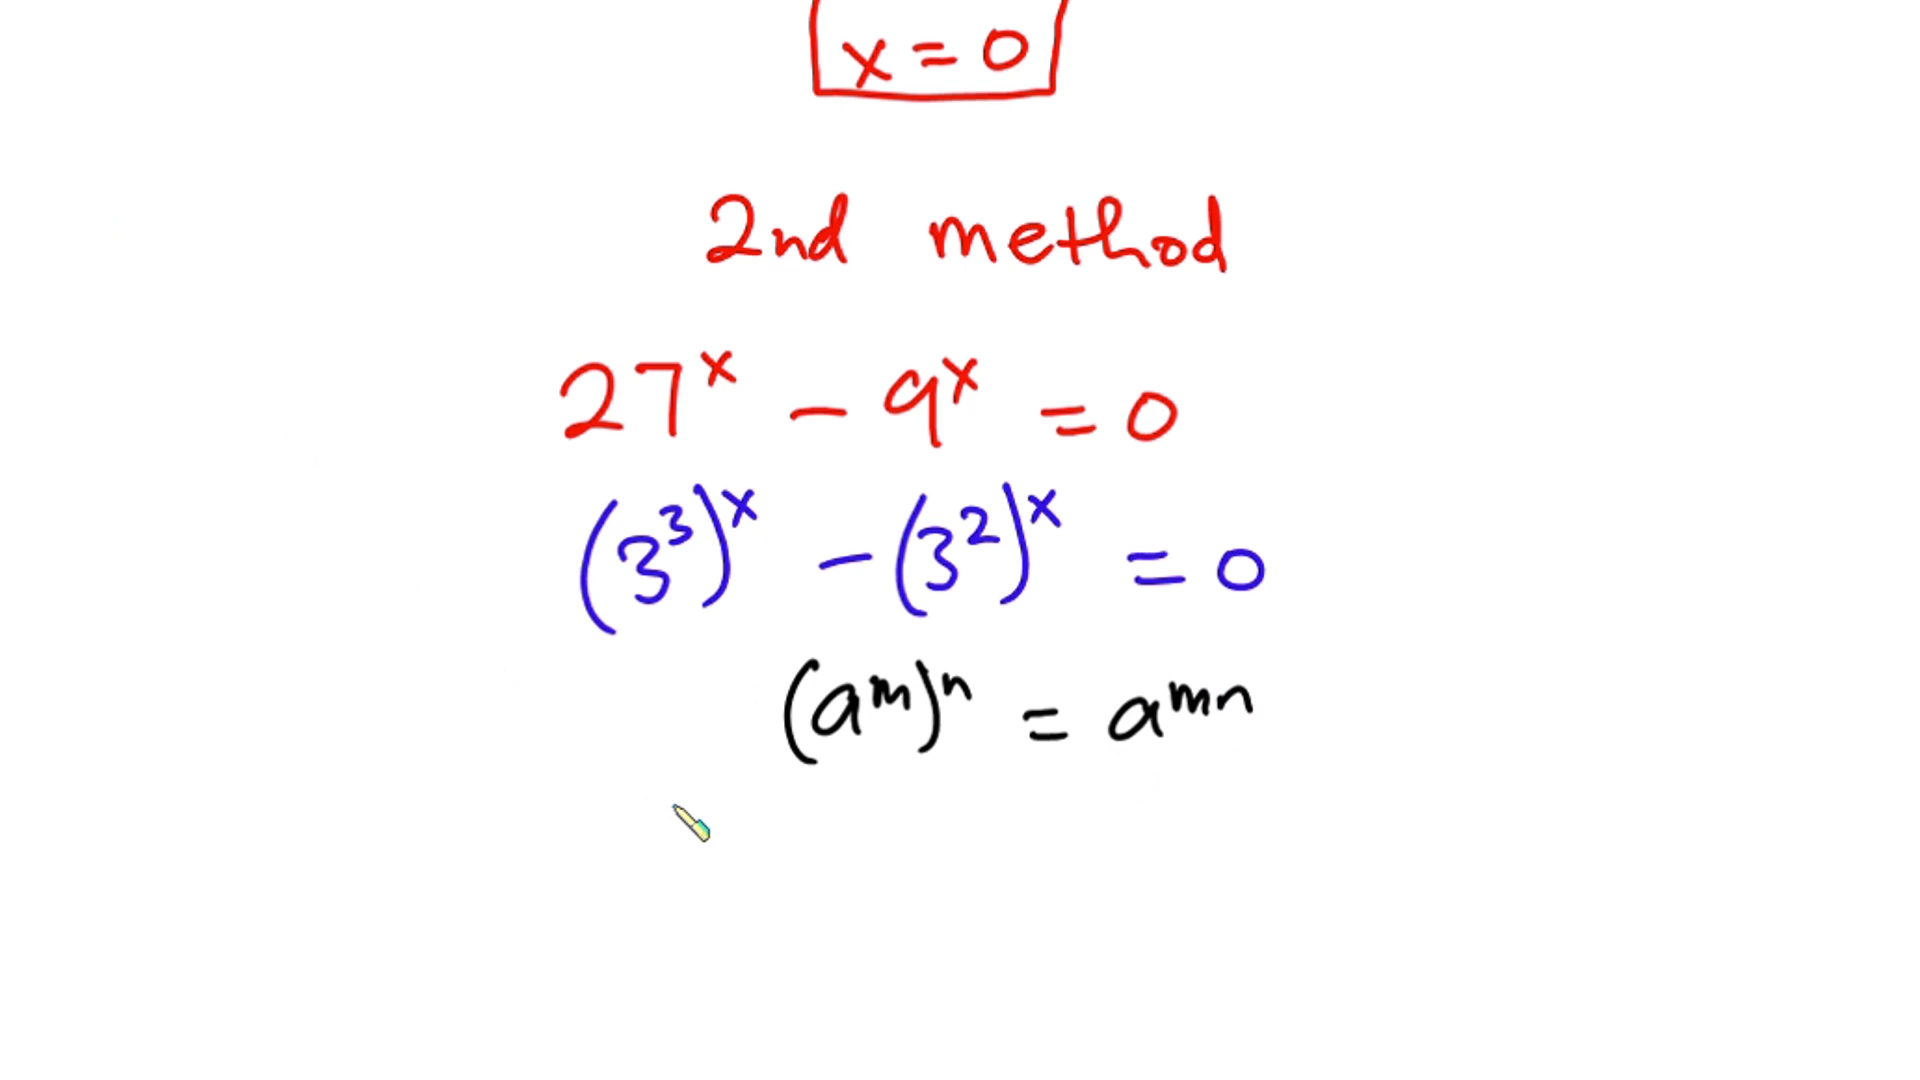 x = 0
2nd method
27^x - 9^x = 0
(3^3)^x - (3^2)^x = 0
(a^m)^n = a^mn